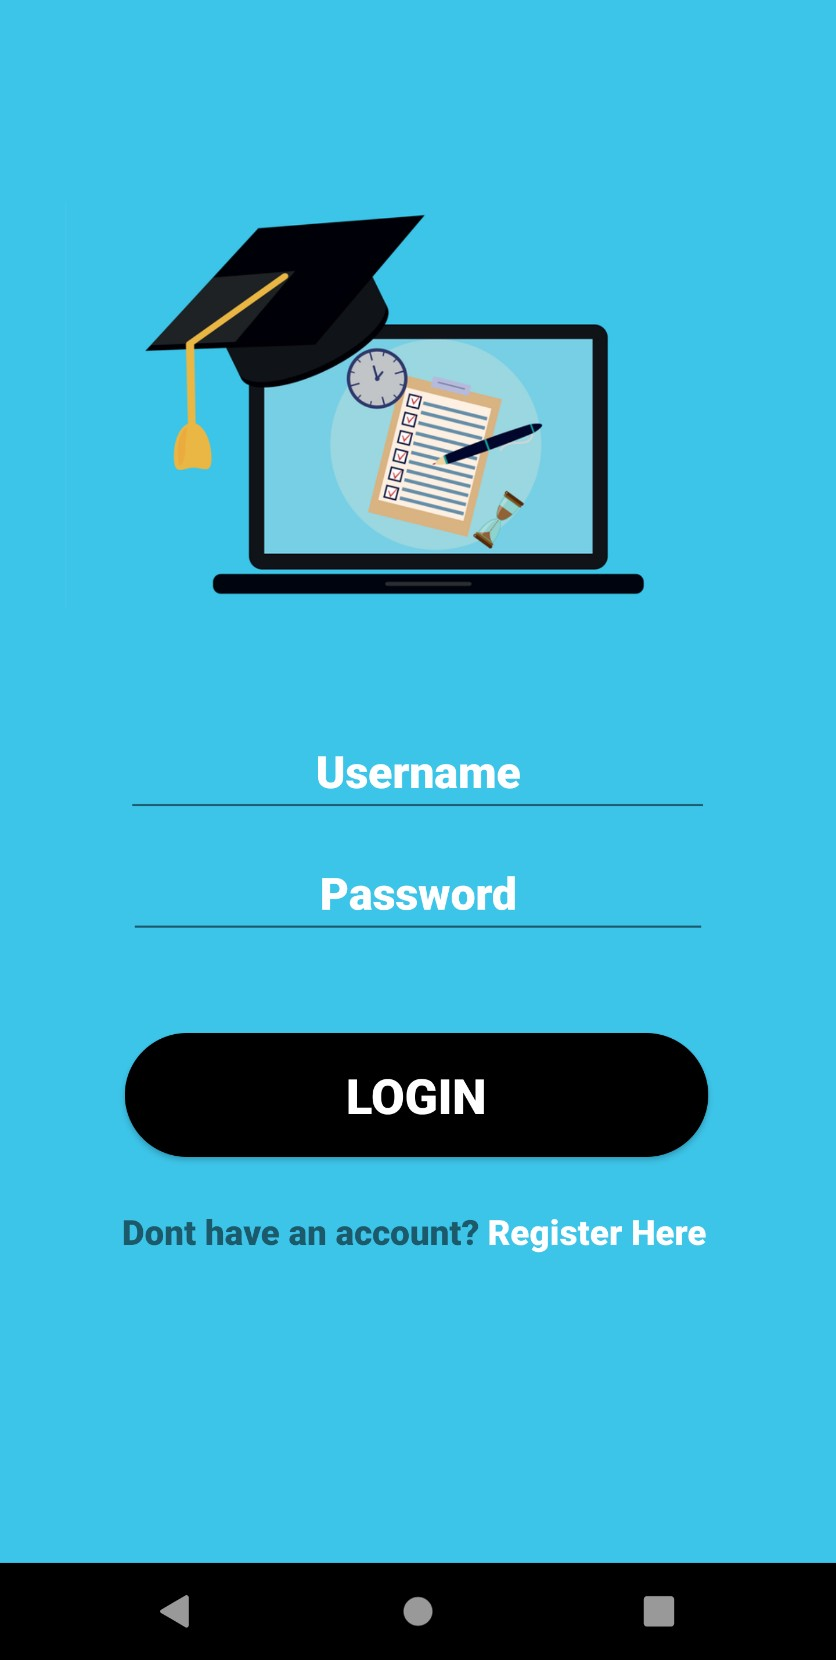 Username
Password
LOGIN
Dont have an account? Register Here